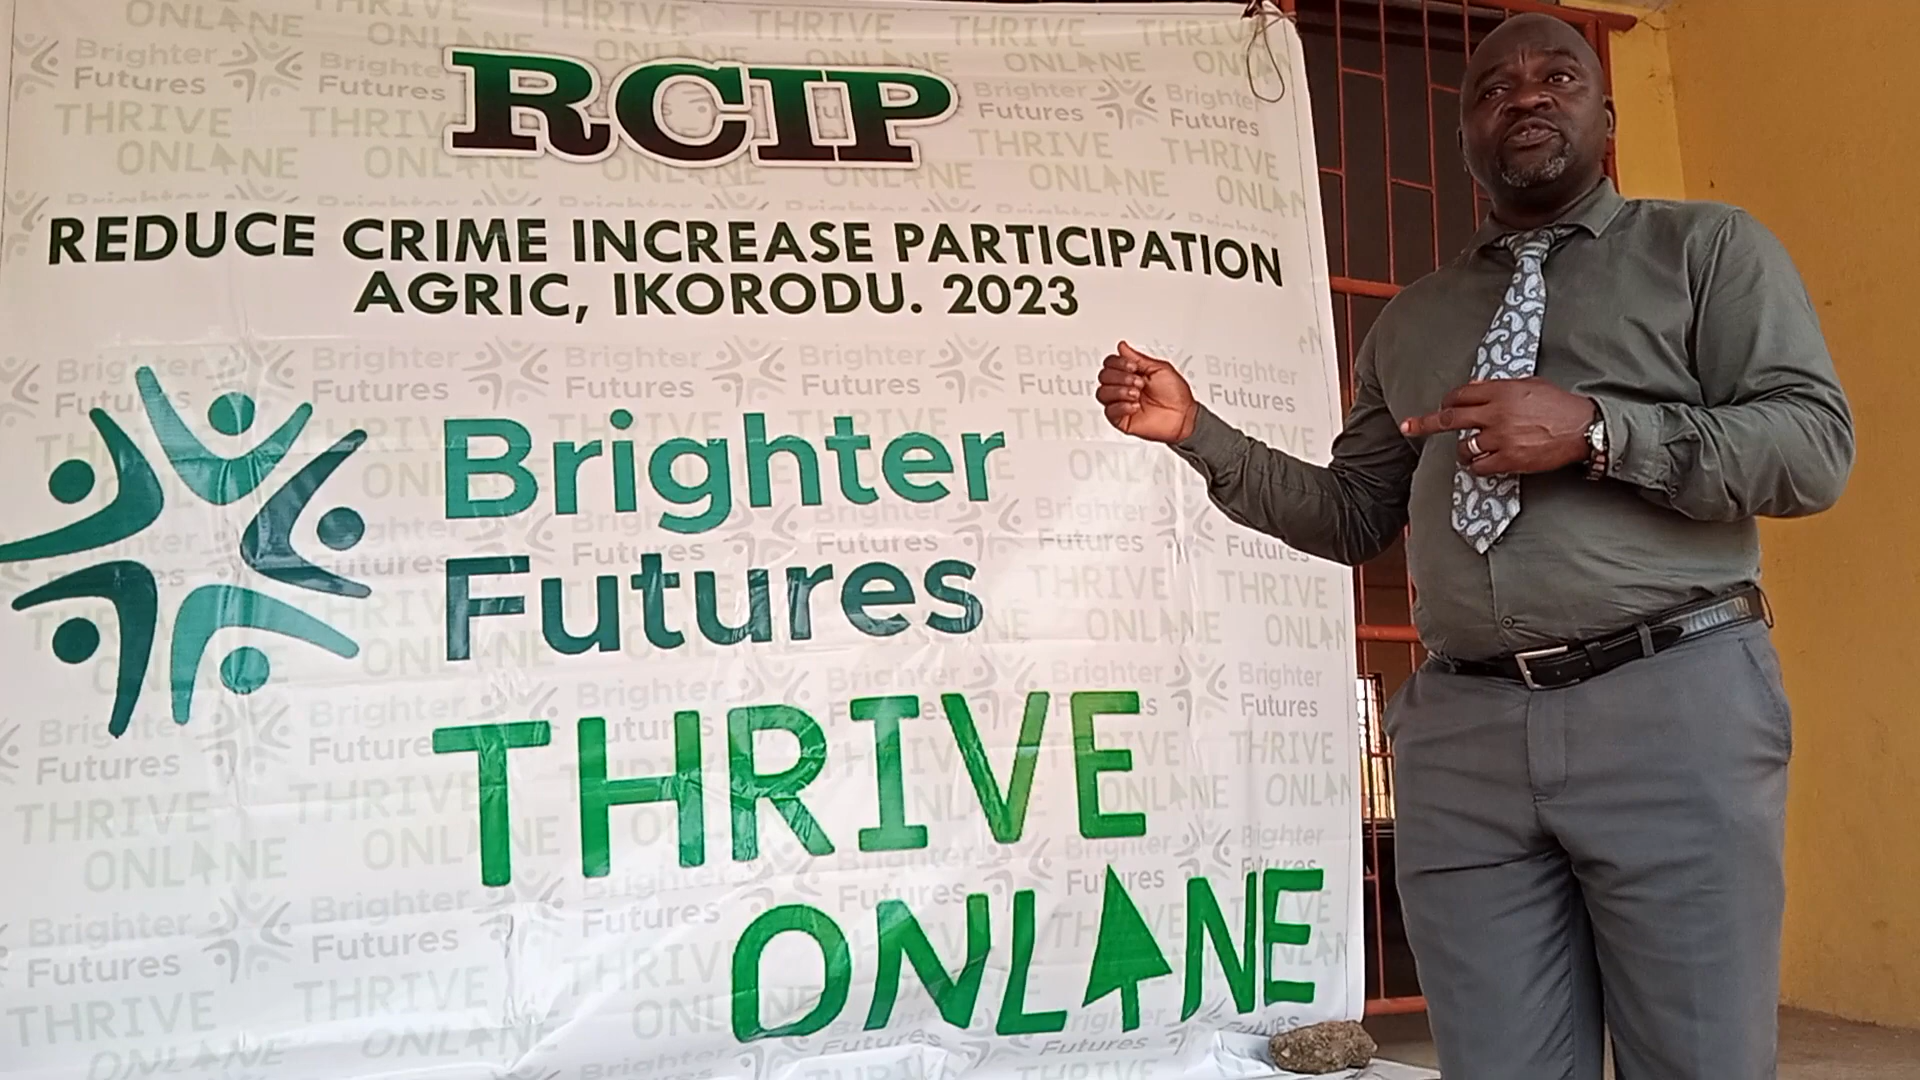 RCIP
REDUCE CRIME INCREASE PARTICIPATION
AGRIC, IKORODU. 2023
Brighter
Futures
THRIVE
ONLINE